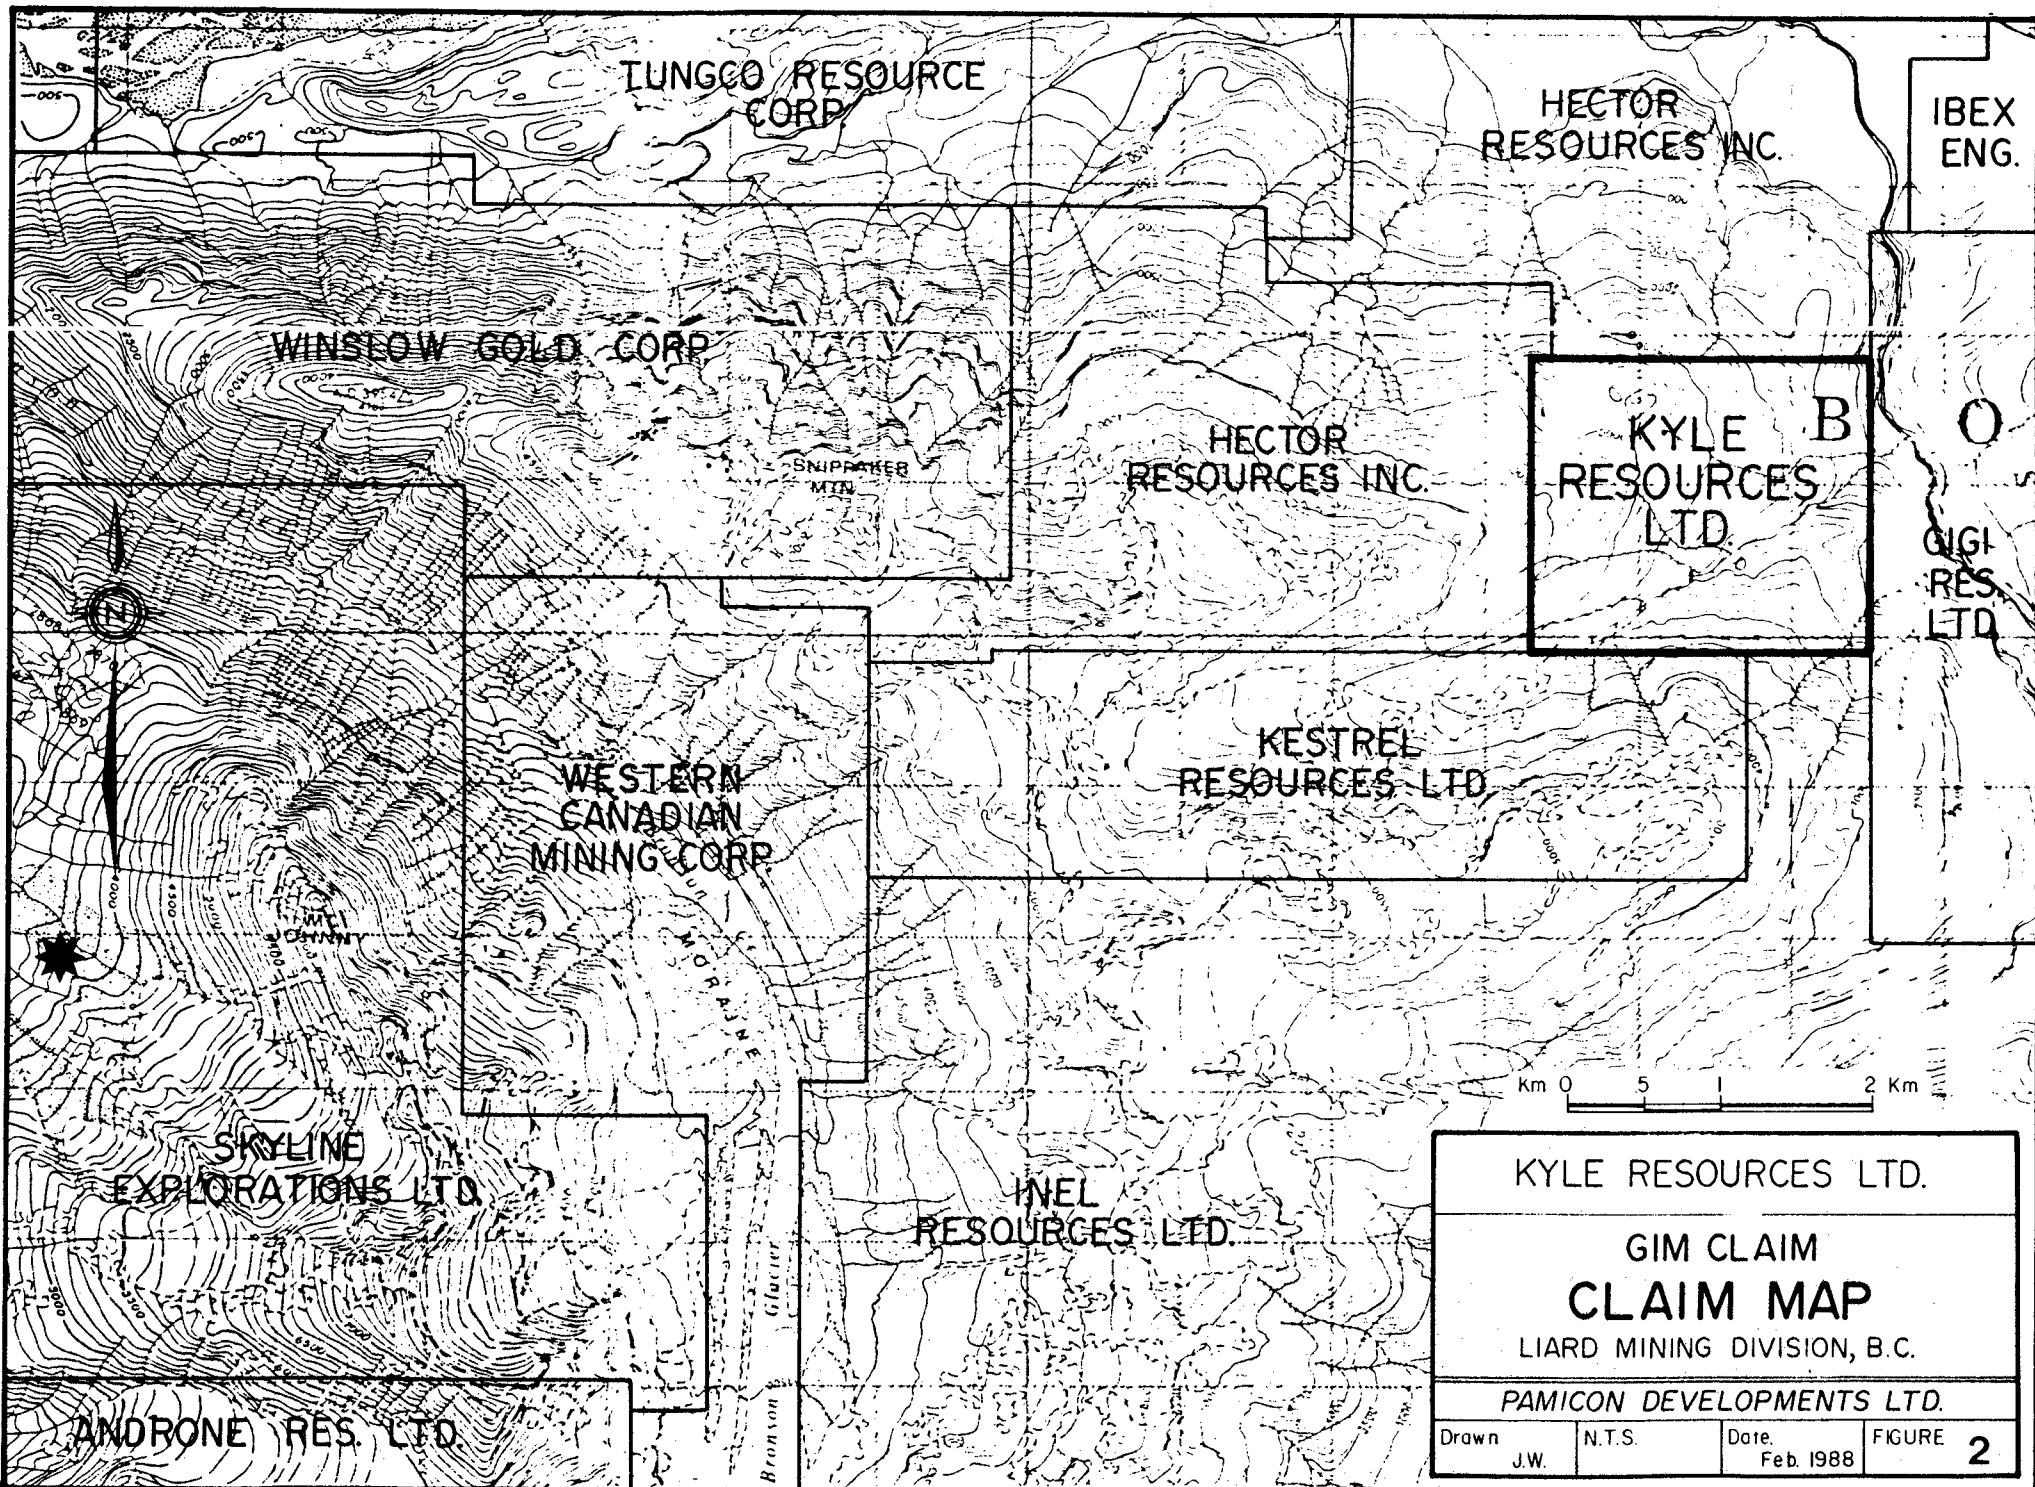 TUNGCO RESOURCE
CORP.
HECTOR
RESOURCES INC.
IBEX
ENG.
WINSLOW GOLD CORP.
SNIPPAKER
MTN.
HECTOR
RESOURCES INC.
KYLE
RESOURCES
LTD.
B
O
S
GIGI
RES.
LTD.
N
WESTERN
CANADIAN
MINING CORP.
KESTREL
RESOURCES LTD.
MT.
JOHNNY
MORAINE
4000
4500
SKYLINE
EXPLORATIONS LTD.
INEL
RESOURCES LTD.
Bronson Glacier
ANDRONE RES. LTD.
Km 0 5 1 2 Km
KYLE RESOURCES LTD.
GIM CLAIM
CLAIM MAP
LIARD MINING DIVISION, B.C.
PAMICON DEVELOPMENTS LTD.
Drawn
J.W.
N.T.S.
Date.
Feb. 1988
FIGURE 2